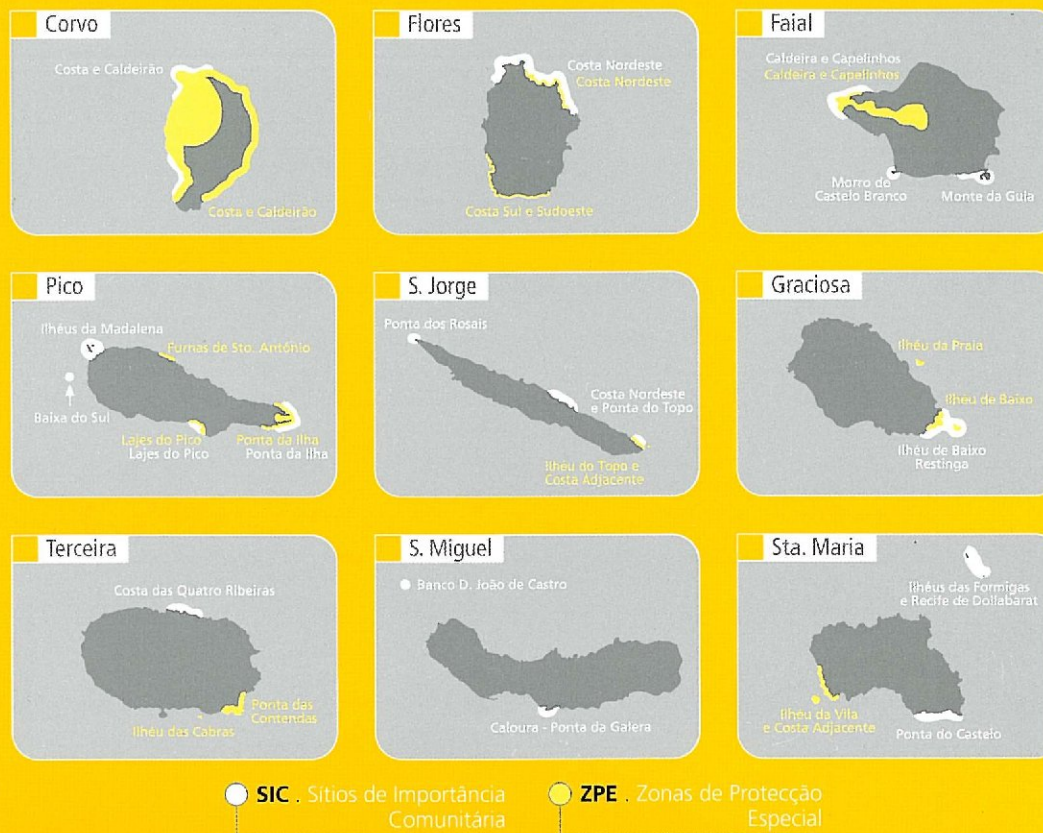 Corvo
Costa e Caldeirão
Costa e Caldeirão
Flores
Costa Nordeste
Costa Nordeste
Costa Sul e Sudoeste
Faial
Caldeira e Capelinhos
Caldeira e Capelinhos
Morro de
Castelo Branco
Monte da Guia
Pico
Ilhéus da Madalena
Furnas de Sto. António
Baixa do Sul
Lajes do Pico
Lajes do Pico
Ponta da Ilha
Ponta da Ilha
S. Jorge
Ponta dos Rosais
Costa Nordeste
e Ponta do Topo
Ilhéu do Topo e
Costa Adjacente
Graciosa
Ilhéu da Praia
Ilhéu de Baixo
Ilhéu de Baixo
Restinga
Terceira
Costa das Quatro Ribeiras
Ponta das
Contendas
Ilhéu das Cabras
S. Miguel
Banco D. João de Castro
Caloura - Ponta da Galera
Sta. Maria
Ilhéus das Formigas
e Recife de Dollabarat
Ilhéu da Vila
e Costa Adjacente
Ponta do Castelo
SIC . Sítios de Importância
Comunitária
ZPE . Zonas de Protecção
Especial